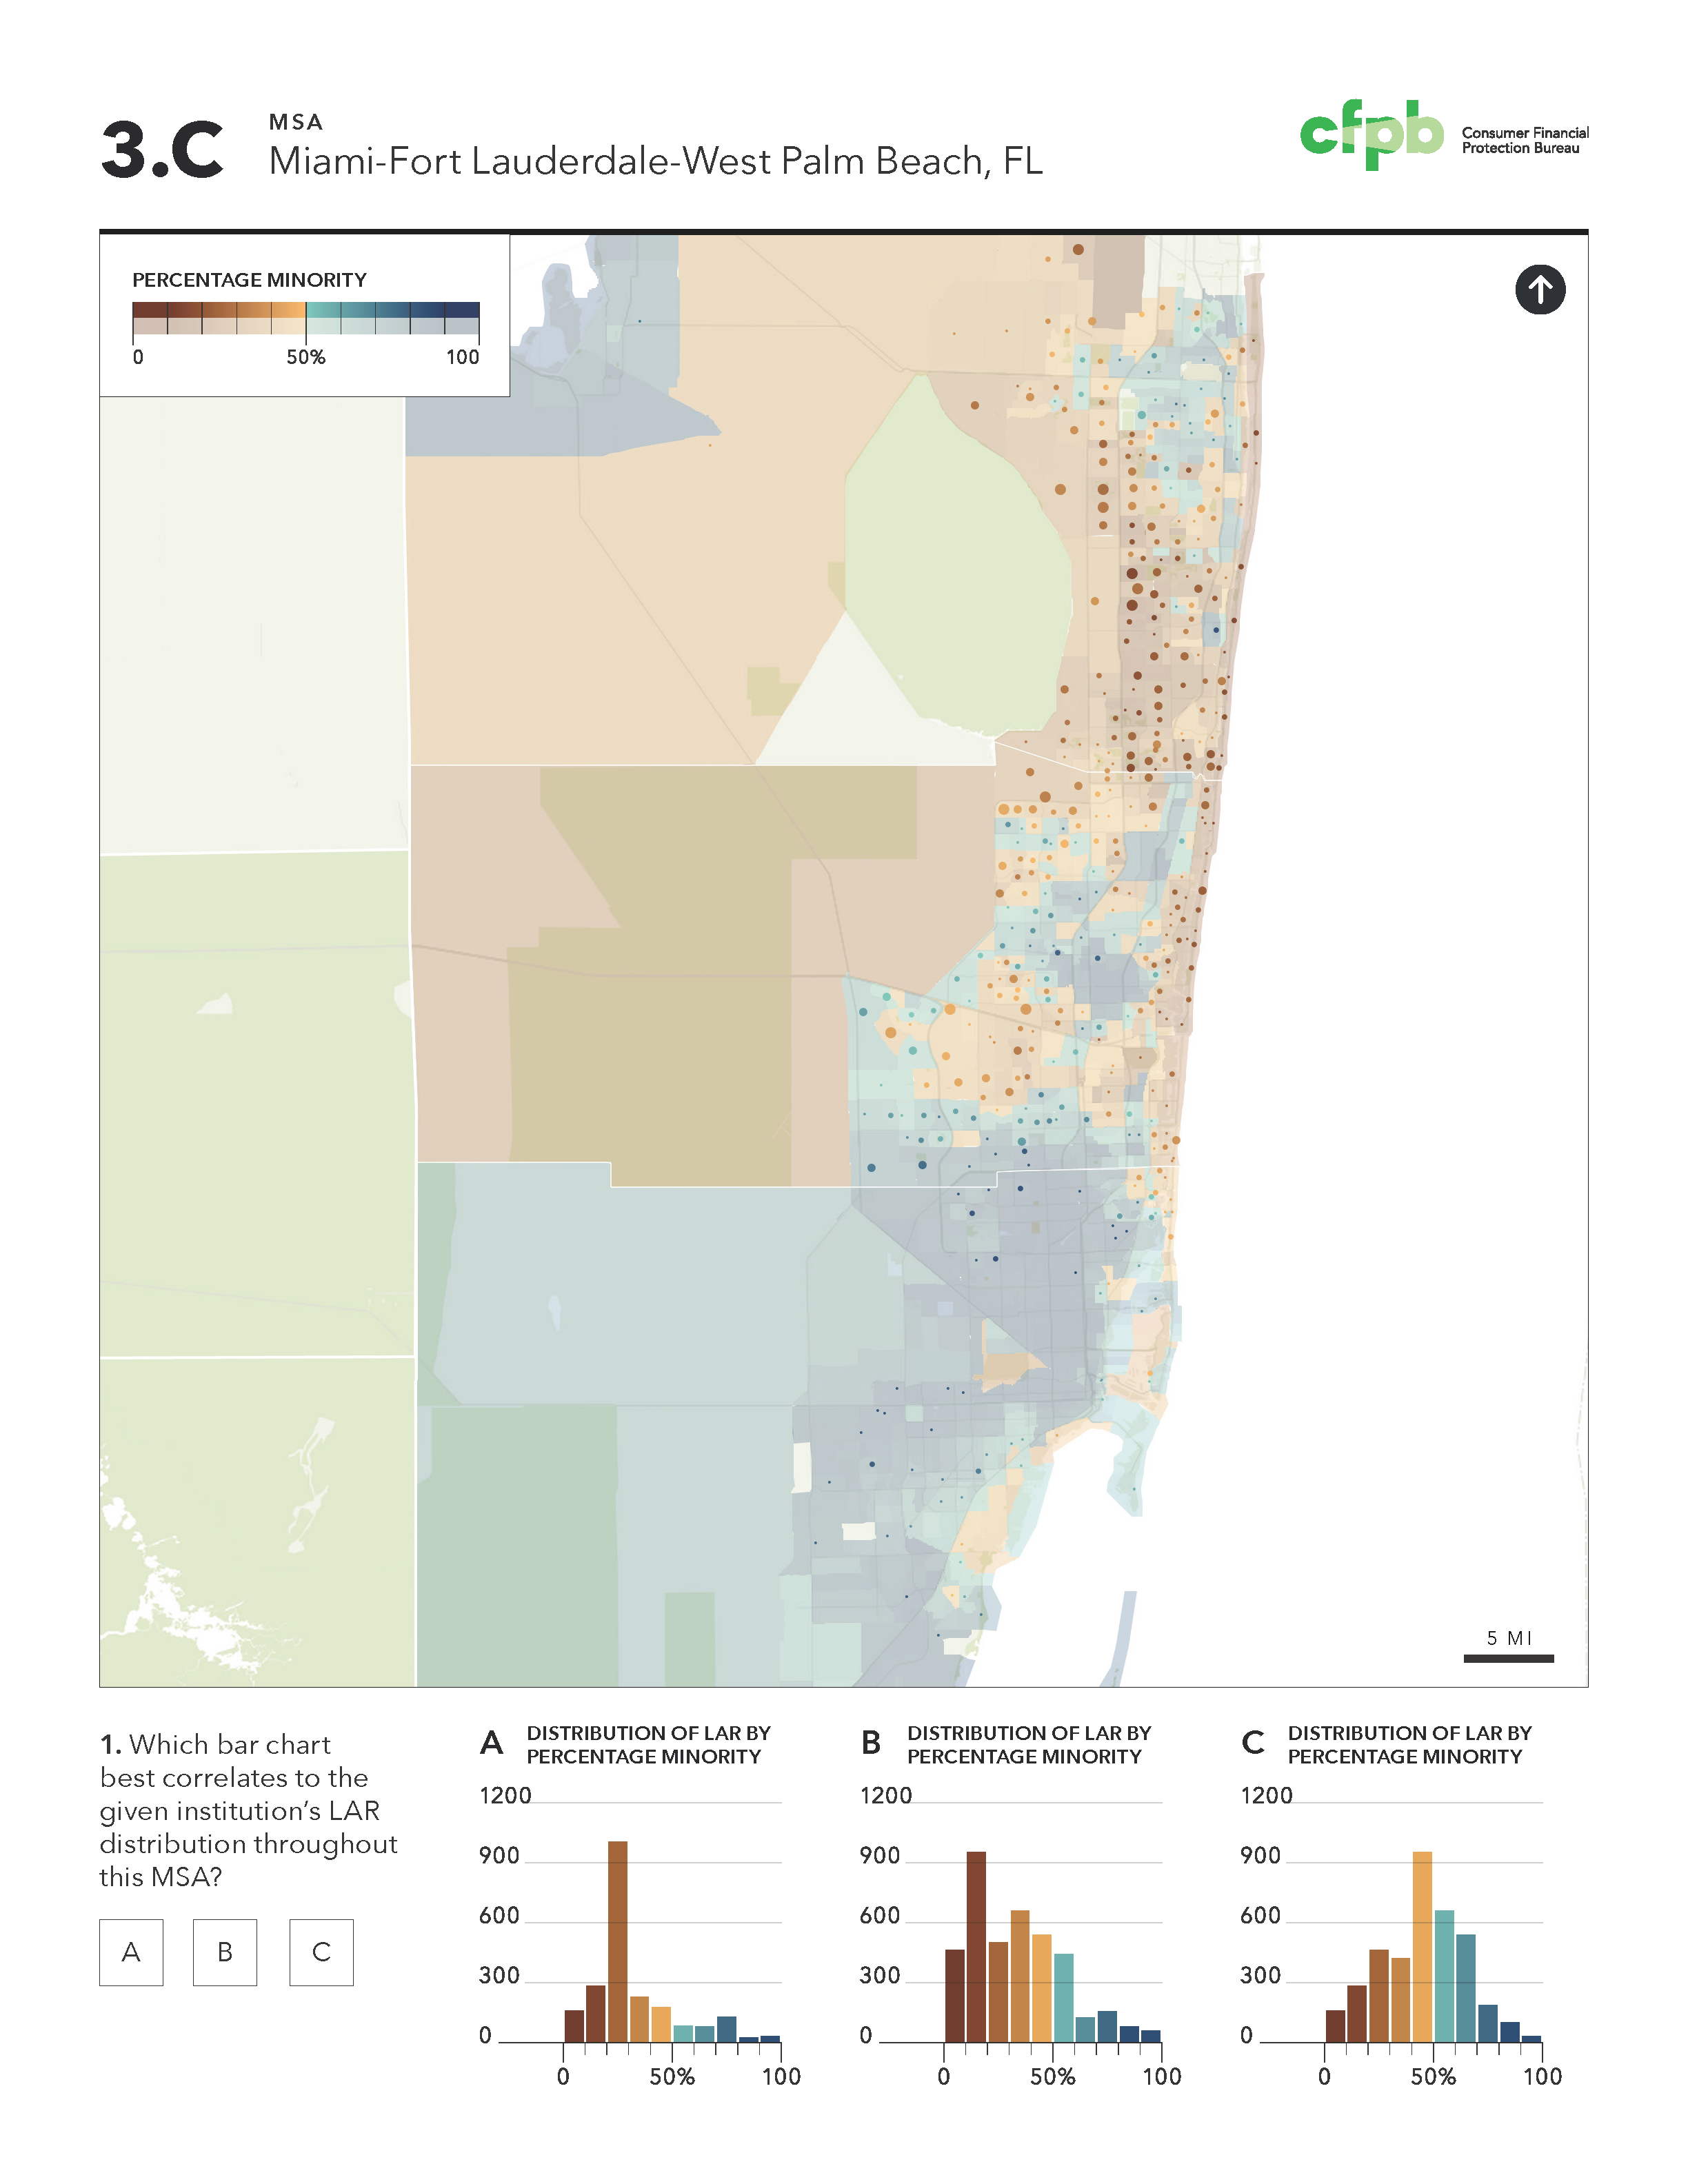 3.C
MSA
Miami-Fort Lauderdale-West Palm Beach, FL
cfpb
Consumer Financial
Protection Bureau
PERCENTAGE MINORITY
0 50% 100
5 MI
1. Which bar chart
best correlates to the
given institution's LAR
distribution throughout
this MSA?
A B C
A DISTRIBUTION OF LAR BY
PERCENTAGE MINORITY
1200
900
600
300
0
0 50% 100
B DISTRIBUTION OF LAR BY
PERCENTAGE MINORITY
1200
900
600
300
0
0 50% 100
C DISTRIBUTION OF LAR BY
PERCENTAGE MINORITY
1200
900
600
300
0
0 50% 100